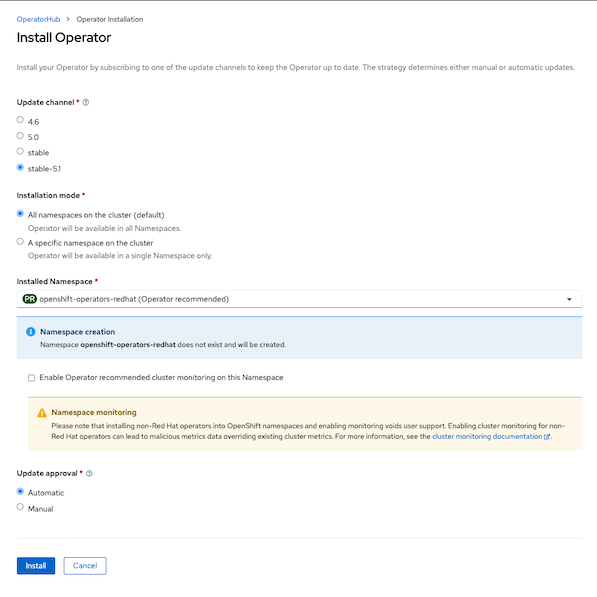 OperatorHub > Operator Installation
Install Operator
Install your Operator by subscribing to one of the update channels to keep the Operator up to date. The strategy determines either manual or automatic updates.
Update channel *
4.6
5.0
stable
stable-5.1
Installation mode *
All namespaces on the cluster (default)
Operator will be available in all Namespaces.
A specific namespace on the cluster
Operator will be available in a single Namespace only.
Installed Namespace *
PR openshift-operators-redhat (Operator recommended)
Namespace creation
Namespace openshift-operators-redhat does not exist and will be created.
Enable Operator recommended cluster monitoring on this Namespace
Namespace monitoring
Please note that installing non-Red Hat operators into OpenShift namespaces and enabling monitoring voids user support. Enabling cluster monitoring for non-
Red Hat operators can lead to malicious metrics data overriding existing cluster metrics. For more information, see the cluster monitoring documentation.
Update approval *
Automatic
Manual
Install Cancel